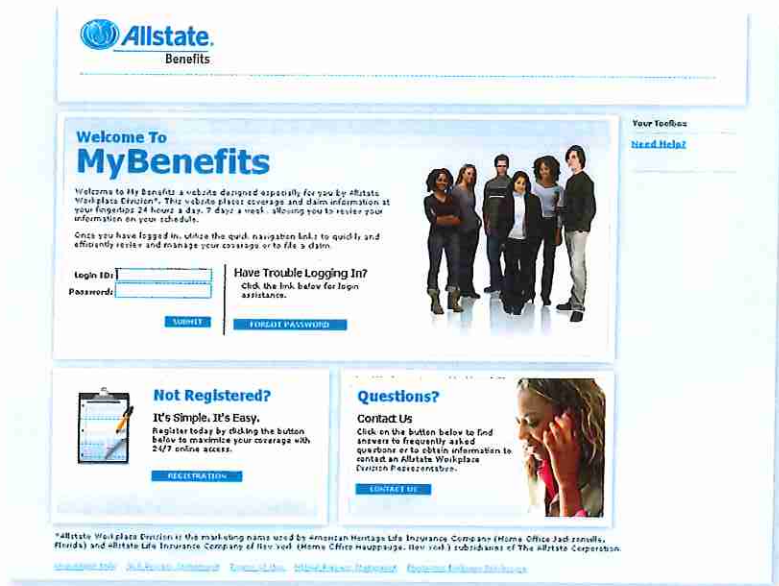 Allstate.
Benefits
Your Toolbox
Need Help?
Welcome To
MyBenefits
Welcome to My Benefits a website designed especially for you by Allstate
Workplace Division*. This website places coverage and claim information at
your fingertips 24 hours a day, 7 days a week, allowing you to review your
information on your schedule.
Once you have logged in, utilize the quick navigation links to quickly and
efficiently review and manage your coverage or to file a claim.
Login ID:
Password:
SUBMIT
Have Trouble Logging In?
Click the link below for login
assistance.
FORGOT PASSWORD
Not Registered?
It's Simple. It's Easy.
Register today by clicking the button
below to maximize your coverage with
24/7 online access.
REGISTRATION
Questions?
Contact Us
Click on the button below to find
answers to frequently asked
questions or to obtain information to
contact an Allstate Workplace
Division Representative.
CONTACT US
*Allstate Workplace Division is the marketing name used by American Heritage Life Insurance Company (Home Office Jacksonville,
Florida) and Allstate Life Insurance Company of New York (Home Office Hauppauge, New York) subsidiaries of The Allstate Corporation.
Privacy Statement Terms of Use Privacy Statement